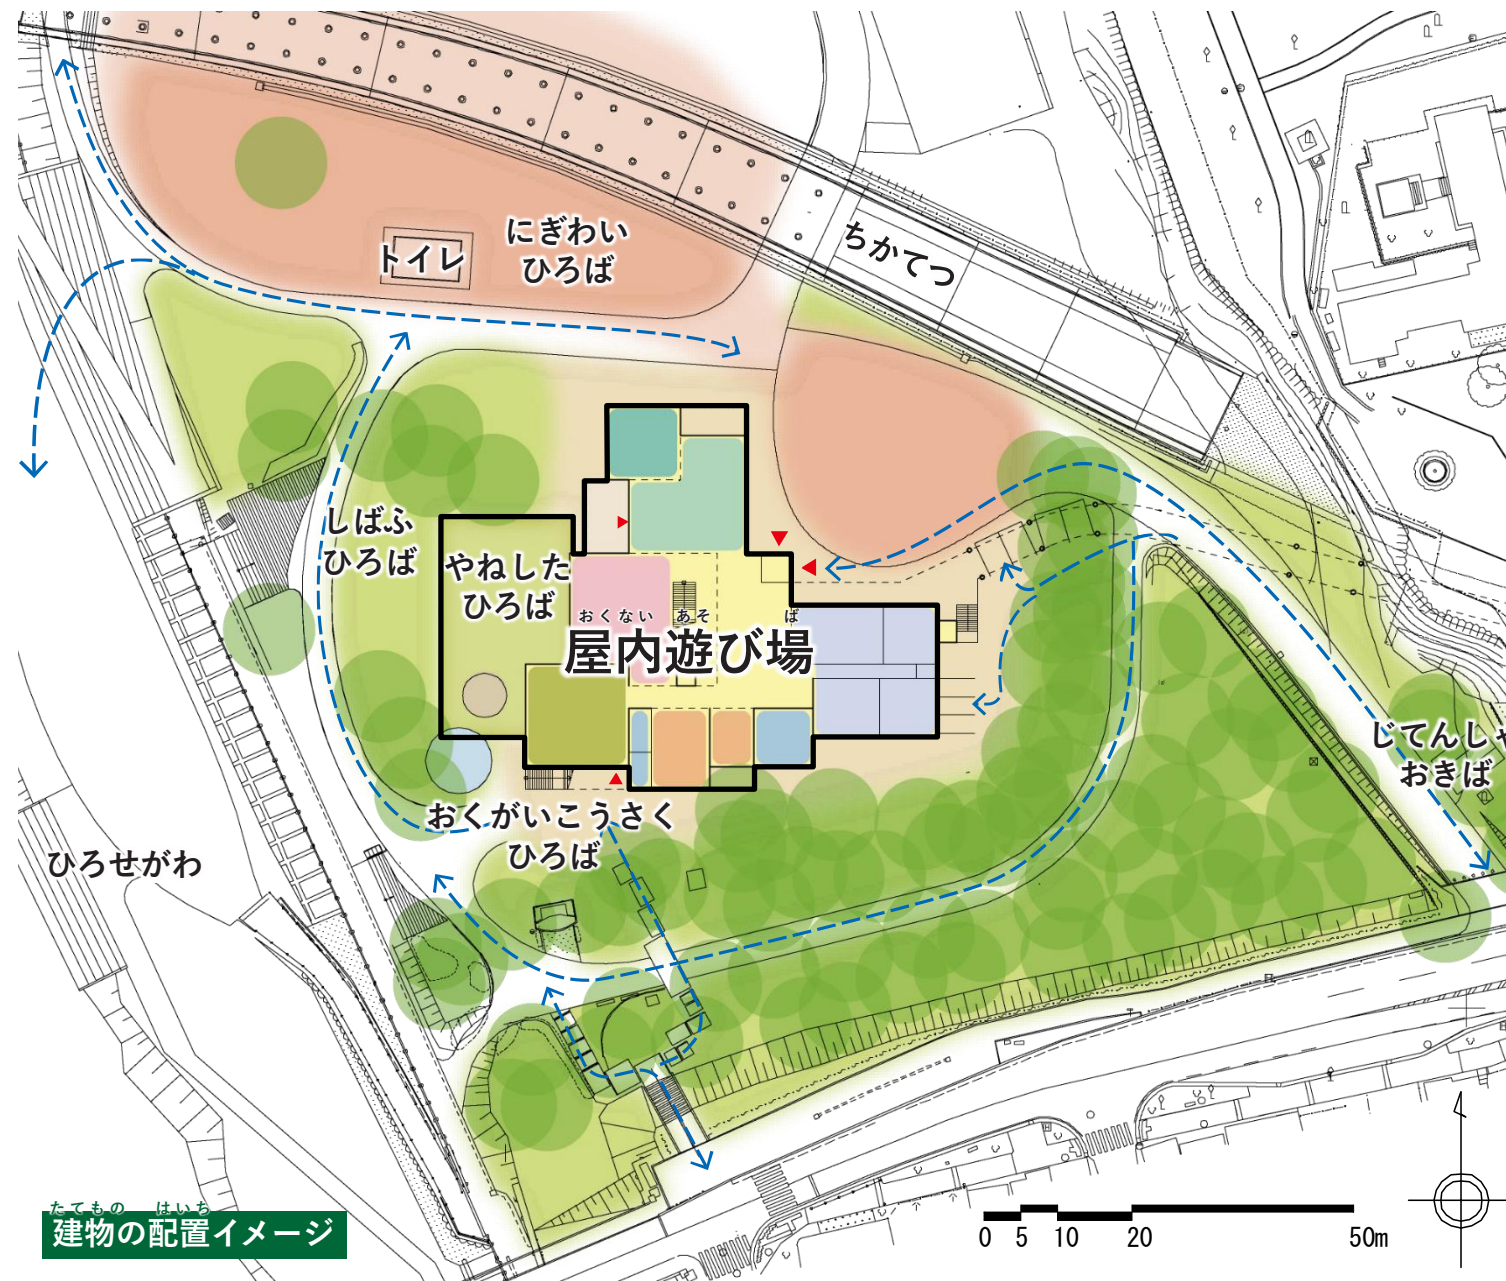 にぎわい
ひろば
トイレ
ちかてつ
しばふ
ひろば
やねした
ひろば
おくない あそ ば
屋内遊び場
じてんしゃ
おきば
おくがいこうさく
ひろば
ひろせがわ
たてもの はいち
建物の配置イメージ
0 5 10 20 50m